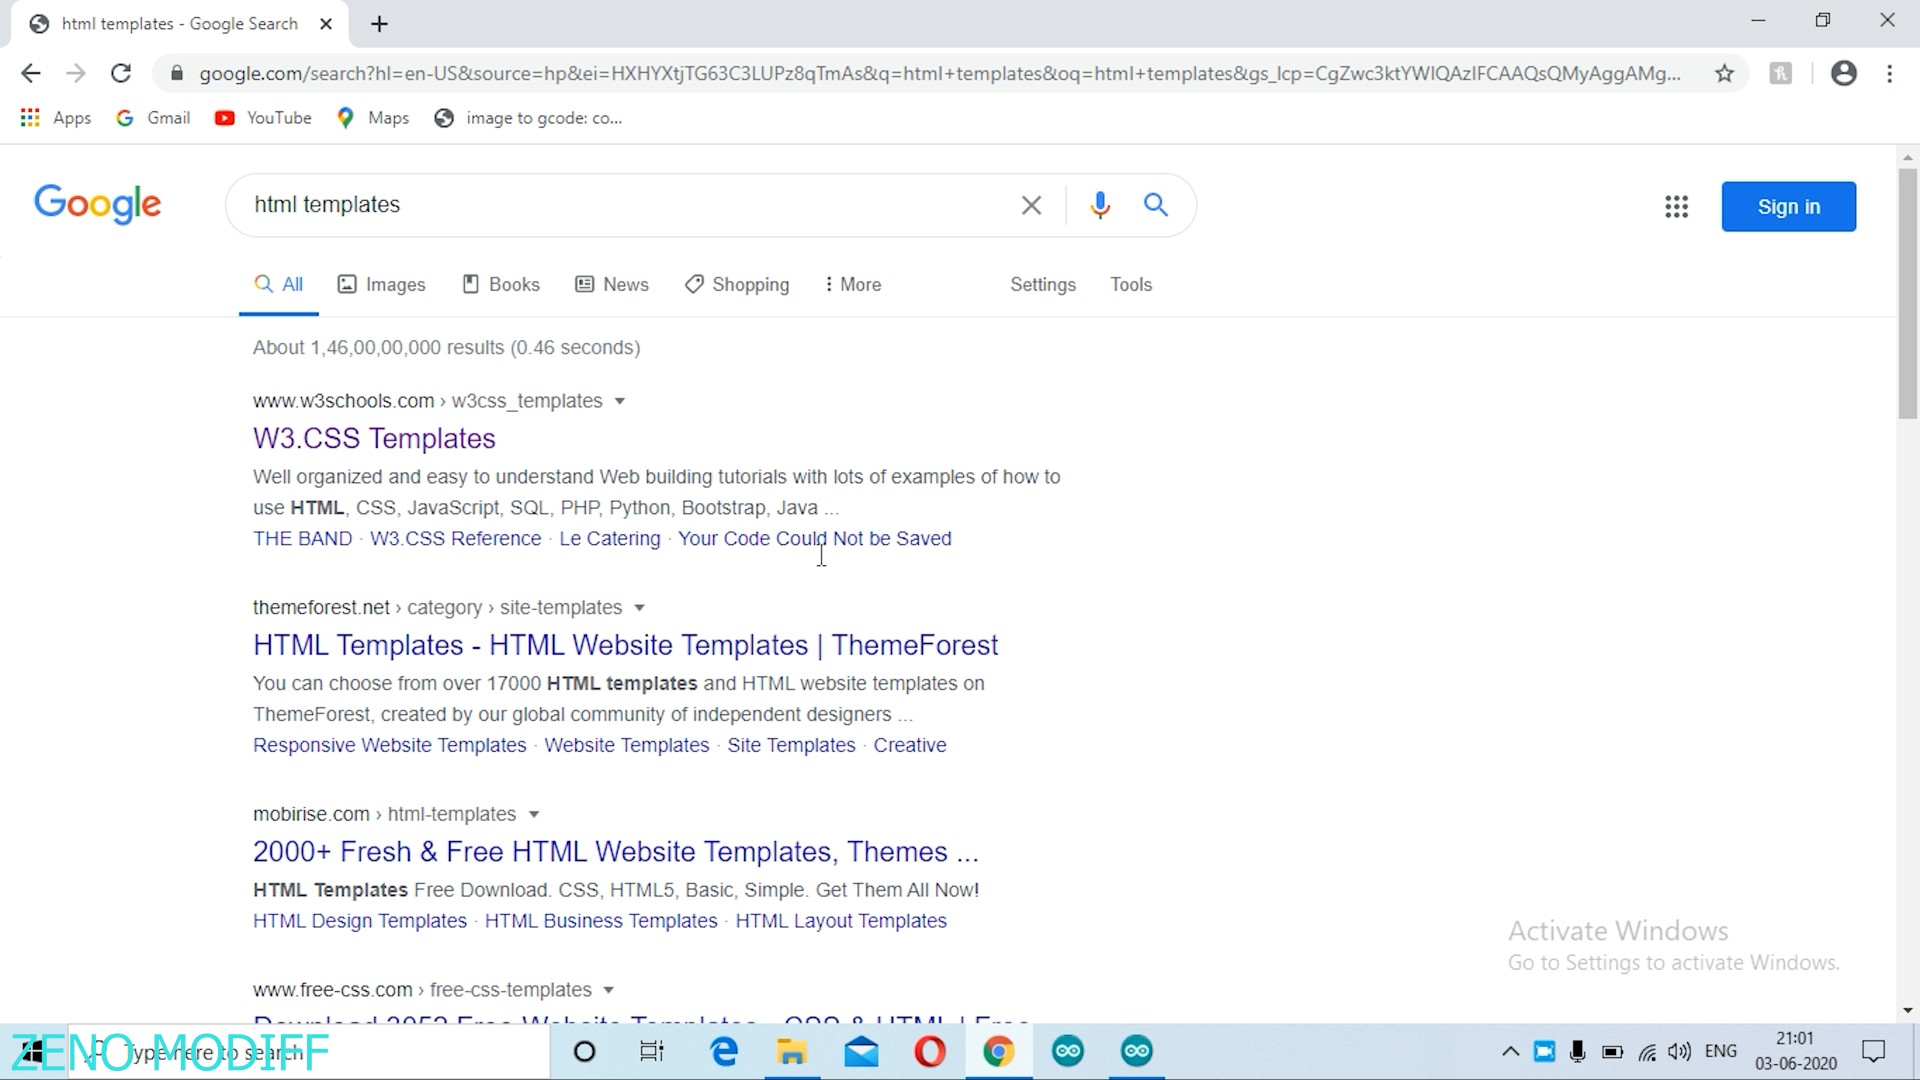 html templates - Google Search
google.com/search?hl=en-US&source=hp&ei=HXHYXtjTG63C3LUPz8qTmAs&q=html+templates&oq=html+templates&gs_lcp=CgZwc3ktYWIQAzIFCAAQsQMyAggAMg...
Apps Gmail YouTube Maps image to gcode: co...
Google html templates Sign in
All Images Books News Shopping More Settings Tools
About 1,46,00,00,000 results (0.46 seconds)
www.w3schools.com › w3css_templates
W3.CSS Templates
Well organized and easy to understand Web building tutorials with lots of examples of how to
use HTML, CSS, JavaScript, SQL, PHP, Python, Bootstrap, Java ...
THE BAND · W3.CSS Reference · Le Catering · Your Code Could Not be Saved
themeforest.net › category › site-templates
HTML Templates - HTML Website Templates | ThemeForest
You can choose from over 17000 HTML templates and HTML website templates on
ThemeForest, created by our global community of independent designers ...
Responsive Website Templates · Website Templates · Site Templates · Creative
mobirise.com › html-templates
2000+ Fresh & Free HTML Website Templates, Themes ...
HTML Templates Free Download. CSS, HTML5, Basic, Simple. Get Them All Now!
HTML Design Templates · HTML Business Templates · HTML Layout Templates
Activate Windows
Go to Settings to activate Windows.
www.free-css.com › free-css-templates
Download 3052 Free Website Templates - CSS & HTML | Free
ZENO MODIFF
Type here to search
ENG
21:01
03-06-2020